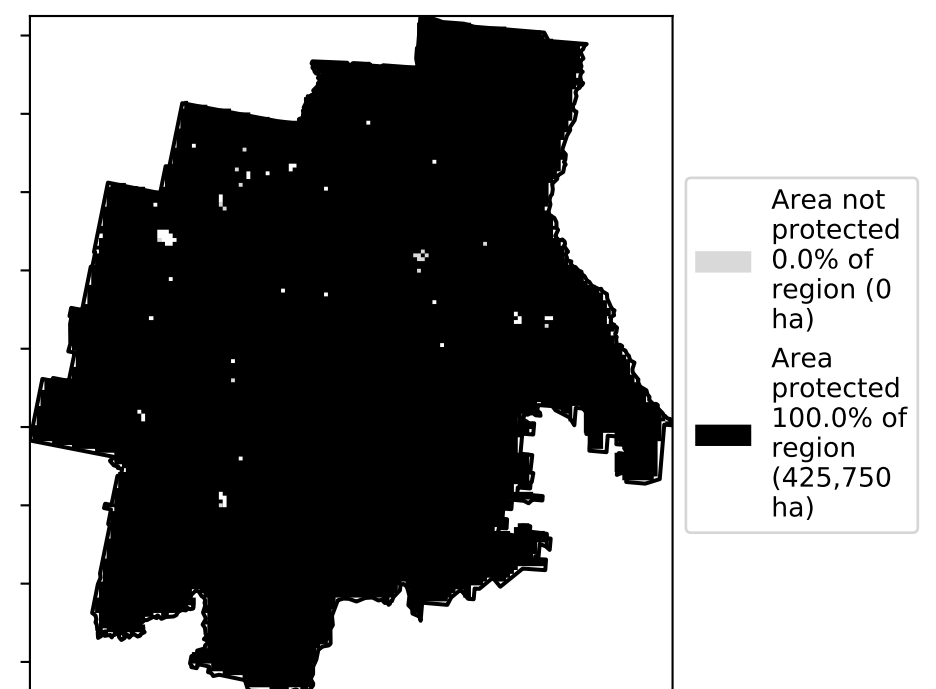 Area not
protected
0.0% of
region (0
ha)
Area
protected
100.0% of
region
(425,750
ha)